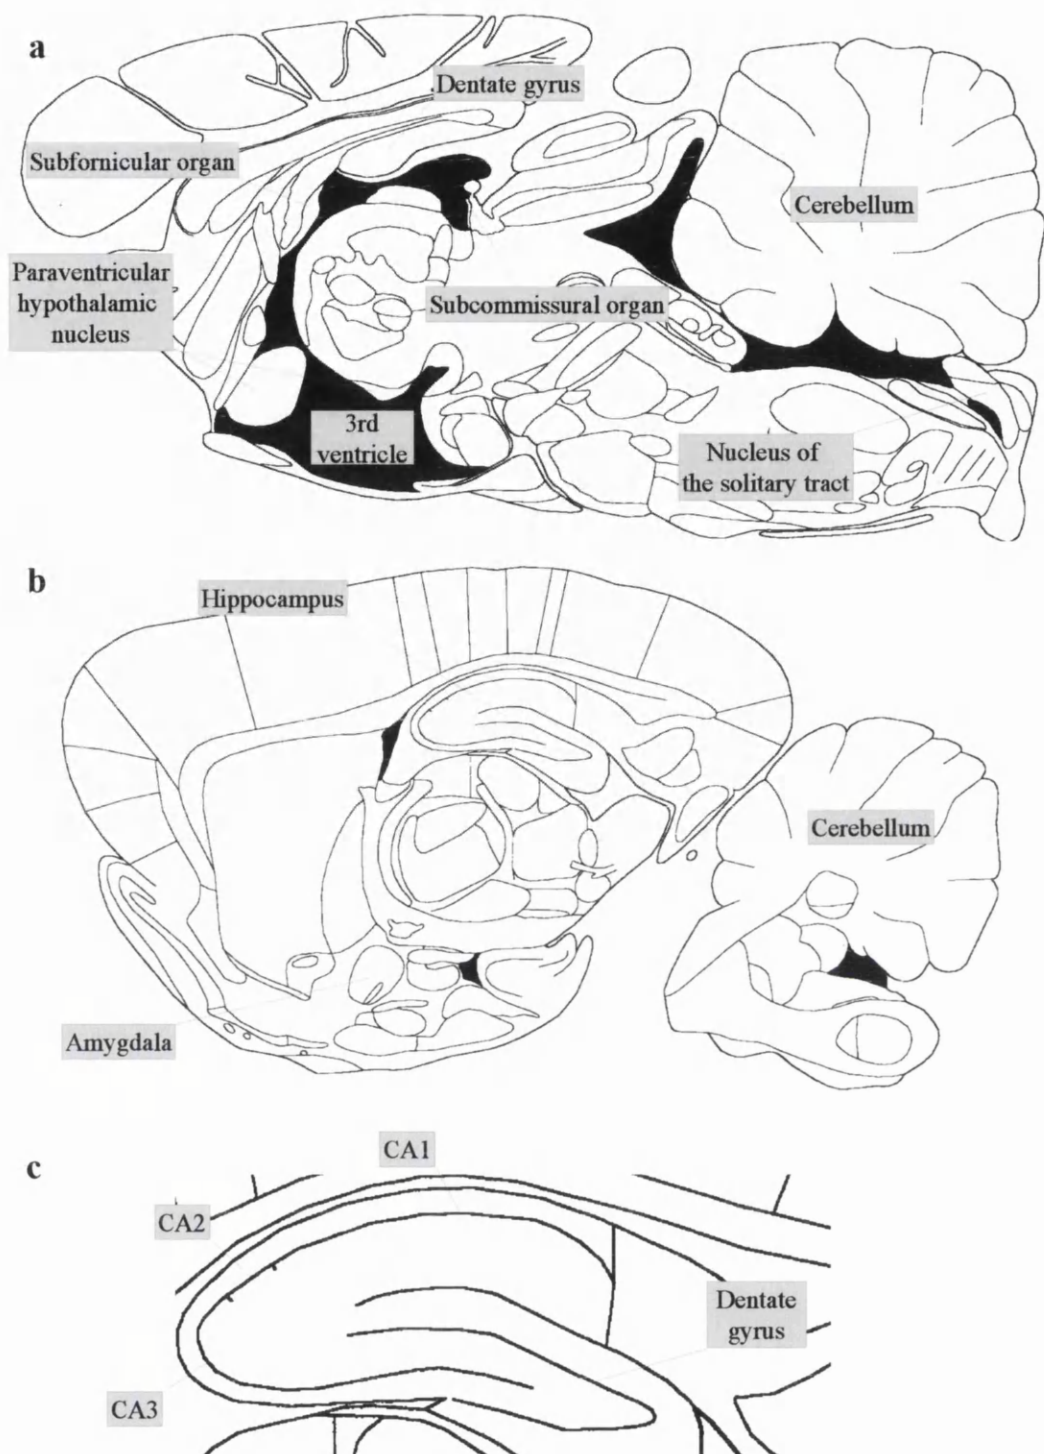 a
Dentate gyrus
Subfornicular organ
Cerebellum
Paraventricular
hypothalamic
nucleus
Subcommissural organ
3rd
ventricle
Nucleus of
the solitary tract
b
Hippocampus
Cerebellum
Amygdala
c
CA1
CA2
Dentate
gyrus
CA3